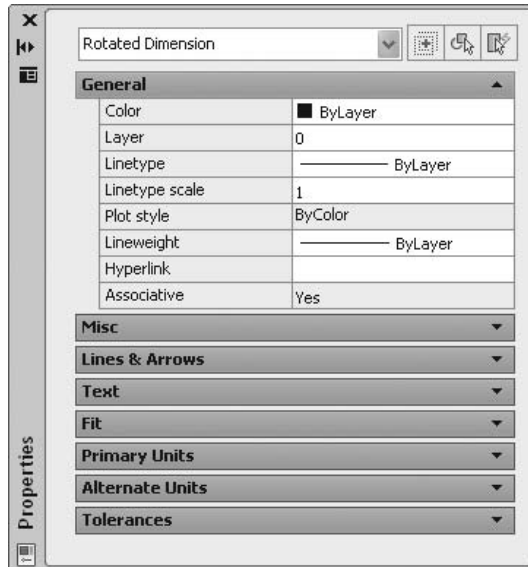 Rotated Dimension
General
Color ByLayer
Layer 0
Linetype ByLayer
Linetype scale 1
Plot style ByColor
Lineweight ByLayer
Hyperlink
Associative Yes
Misc
Lines & Arrows
Text
Fit
Primary Units
Alternate Units
Tolerances
Properties